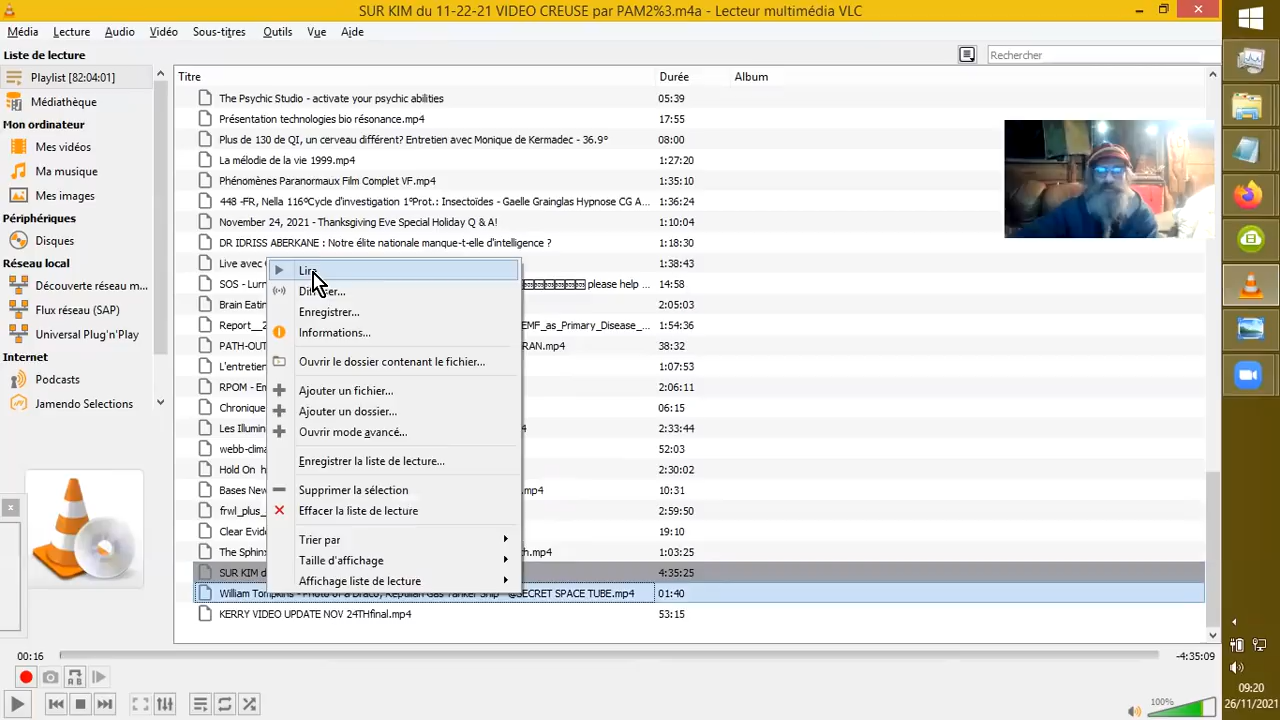 SUR KIM du 11-22-21 VIDEO CREUSE par PAM2%3.m4a - Lecteur multimédia VLC
Média Lecture Audio Vidéo Sous-titres Outils Vue Aide
Liste de lecture
Rechercher
Playlist [82:04:01]
Médiathèque
Mon ordinateur
Mes vidéos
Ma musique
Mes images
Périphériques
Disques
Réseau local
Découverte réseau m...
Flux réseau (SAP)
Universal Plug'n'Play
Internet
Podcasts
Jamendo Selections
Titre Durée Album
The Psychic Studio - activate your psychic abilities 05:39
Présentation technologies bio résonance.mp4 17:55
Plus de 130 de QI, un cerveau différent? Entretien avec Monique de Kermadec - 36.9° 08:00
La mélodie de la vie 1999.mp4 1:27:20
Phénomènes Paranormaux Film Complet VF.mp4 1:35:10
448 -FR, Nella 116°Cycle d'investigation 1°Prot.: Insectoïdes - Gaelle Grainglas Hypnose CG A... 1:36:24
November 24, 2021 - Thanksgiving Eve Special Holiday Q & A! 1:10:04
DR IDRISS ABERKANE : Notre élite nationale manque-t-elle d'intelligence ? 1:18:30
Live avec 1:38:43
SOS - Lurn please help ... 14:58
Brain Eatin 2:05:03
Report__2 EMF_as_Primary_Disease_... 1:54:36
PATH-OUT RAN.mp4 38:32
L'entretien 1:07:53
RPOM - Em 2:06:11
Chronique 06:15
Les Illumin 4 2:33:44
webb-clima 52:03
Hold On h 2:30:02
Bases New .mp4 10:31
frwl_plus_ 2:59:50
Clear Evid 19:10
The Sphin th.mp4 1:03:25
SUR KIM d 4:35:25
William Tompkins - Photo of a Draco, Reptilian Gas Tanker Ship @SECRET SPACE TUBE.mp4 01:40
KERRY VIDEO UPDATE NOV 24THfinal.mp4 53:15
Lire
Enregistrer...
Informations...
Ouvrir le dossier contenant le fichier...
Ajouter un fichier...
Ajouter un dossier...
Ouvrir mode avancé...
Enregistrer la liste de lecture...
Supprimer la sélection
Effacer la liste de lecture
Trier par
Taille d'affichage
Affichage liste de lecture
00:16 -4:35:09
100%
09:20
26/11/2021